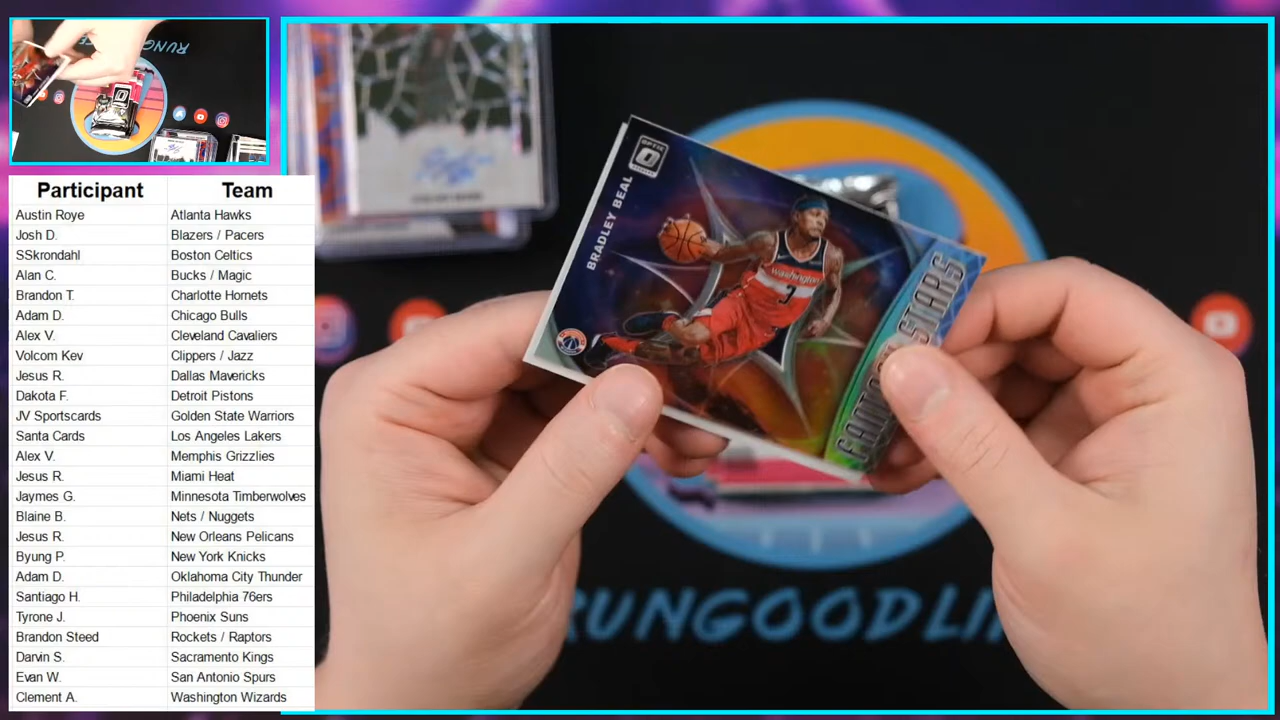 Participant Team
Austin Roye Atlanta Hawks
Josh D. Blazers / Pacers
SSkrondahl Boston Celtics
Alan C. Bucks / Magic
Brandon T. Charlotte Hornets
Adam D. Chicago Bulls
Alex V. Cleveland Cavaliers
Volcom Kev Clippers / Jazz
Jesus R. Dallas Mavericks
Dakota F. Detroit Pistons
JV Sportscards Golden State Warriors
Santa Cards Los Angeles Lakers
Alex V. Memphis Grizzlies
Jesus R. Miami Heat
Jaymes G. Minnesota Timberwolves
Blaine B. Nets / Nuggets
Jesus R. New Orleans Pelicans
Byung P. New York Knicks
Adam D. Oklahoma City Thunder
Santiago H. Philadelphia 76ers
Tyrone J. Phoenix Suns
Brandon Steed Rockets / Raptors
Darvin S. Sacramento Kings
Evan W. San Antonio Spurs
Clement A. Washington Wizards
OPTIC
BRADLEY BEAL
Washington
3
STARS
RUNGOODLI